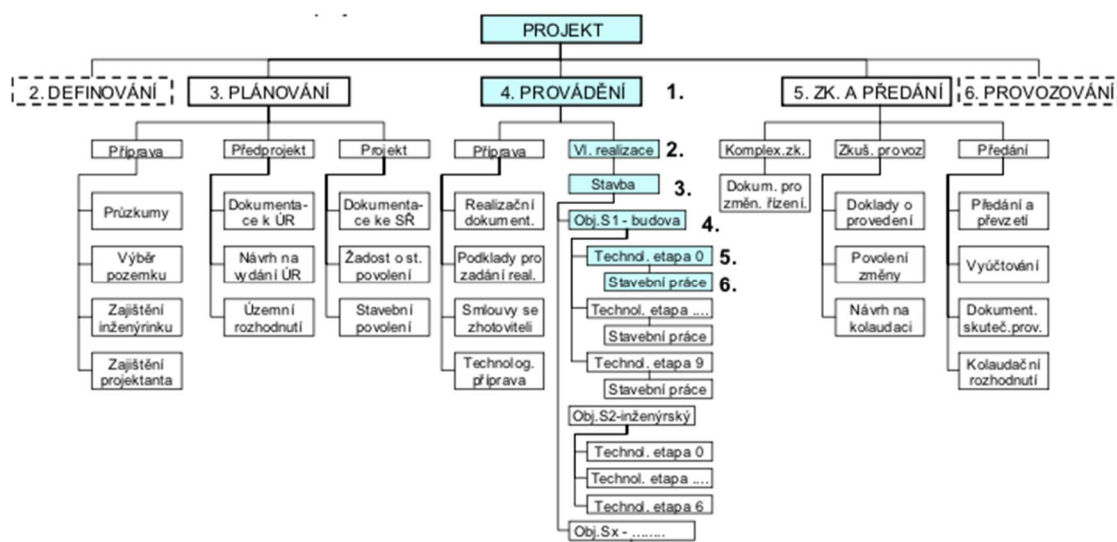 PROJEKT
2. DEFINOVÁNÍ
3. PLÁNOVÁNÍ
4. PROVÁDĚNÍ
1.
5. ZK. A PŘEDÁNÍ
6. PROVOZOVÁNÍ
Příprava
Předprojekt
Projekt
Příprava
Vl. realizace
2.
Komplex.zk.
Zkuš. provoz
Předání
Průzkumy
Výběr
pozemku
Zajištění
inženýrinku
Zajištění
projektanta
Dokumenta-
ce k ÚR
Návrh na
vydání ÚR
Územní
rozhodnutí
Dokumenta-
ce ke SŘ
Žádost o st.
povolení
Stavební
povolení
Realizační
dokument.
Podklady pro
zadání real.
Smlouvy se
zhotoviteli
Technolog.
příprava
Stavba
3.
Obj.S1 - budova
4.
Technol. etapa 0
5.
Stavební práce
6.
Technol. etapa ....
Stavební práce
Technol. etapa 9
Stavební práce
Obj.S2-inženýrský
Technol. etapa 0
Technol. etapa ....
Technol. etapa 6
Obj.Sx - ........
Dokum. pro
změn. řízení.
Doklady o
provedení
Povolení
změny
Návrh na
kolaudaci
Předání a
převzetí
Vyúčtování
Dokument.
skuteč.prov.
Kolaudační
rozhodnutí